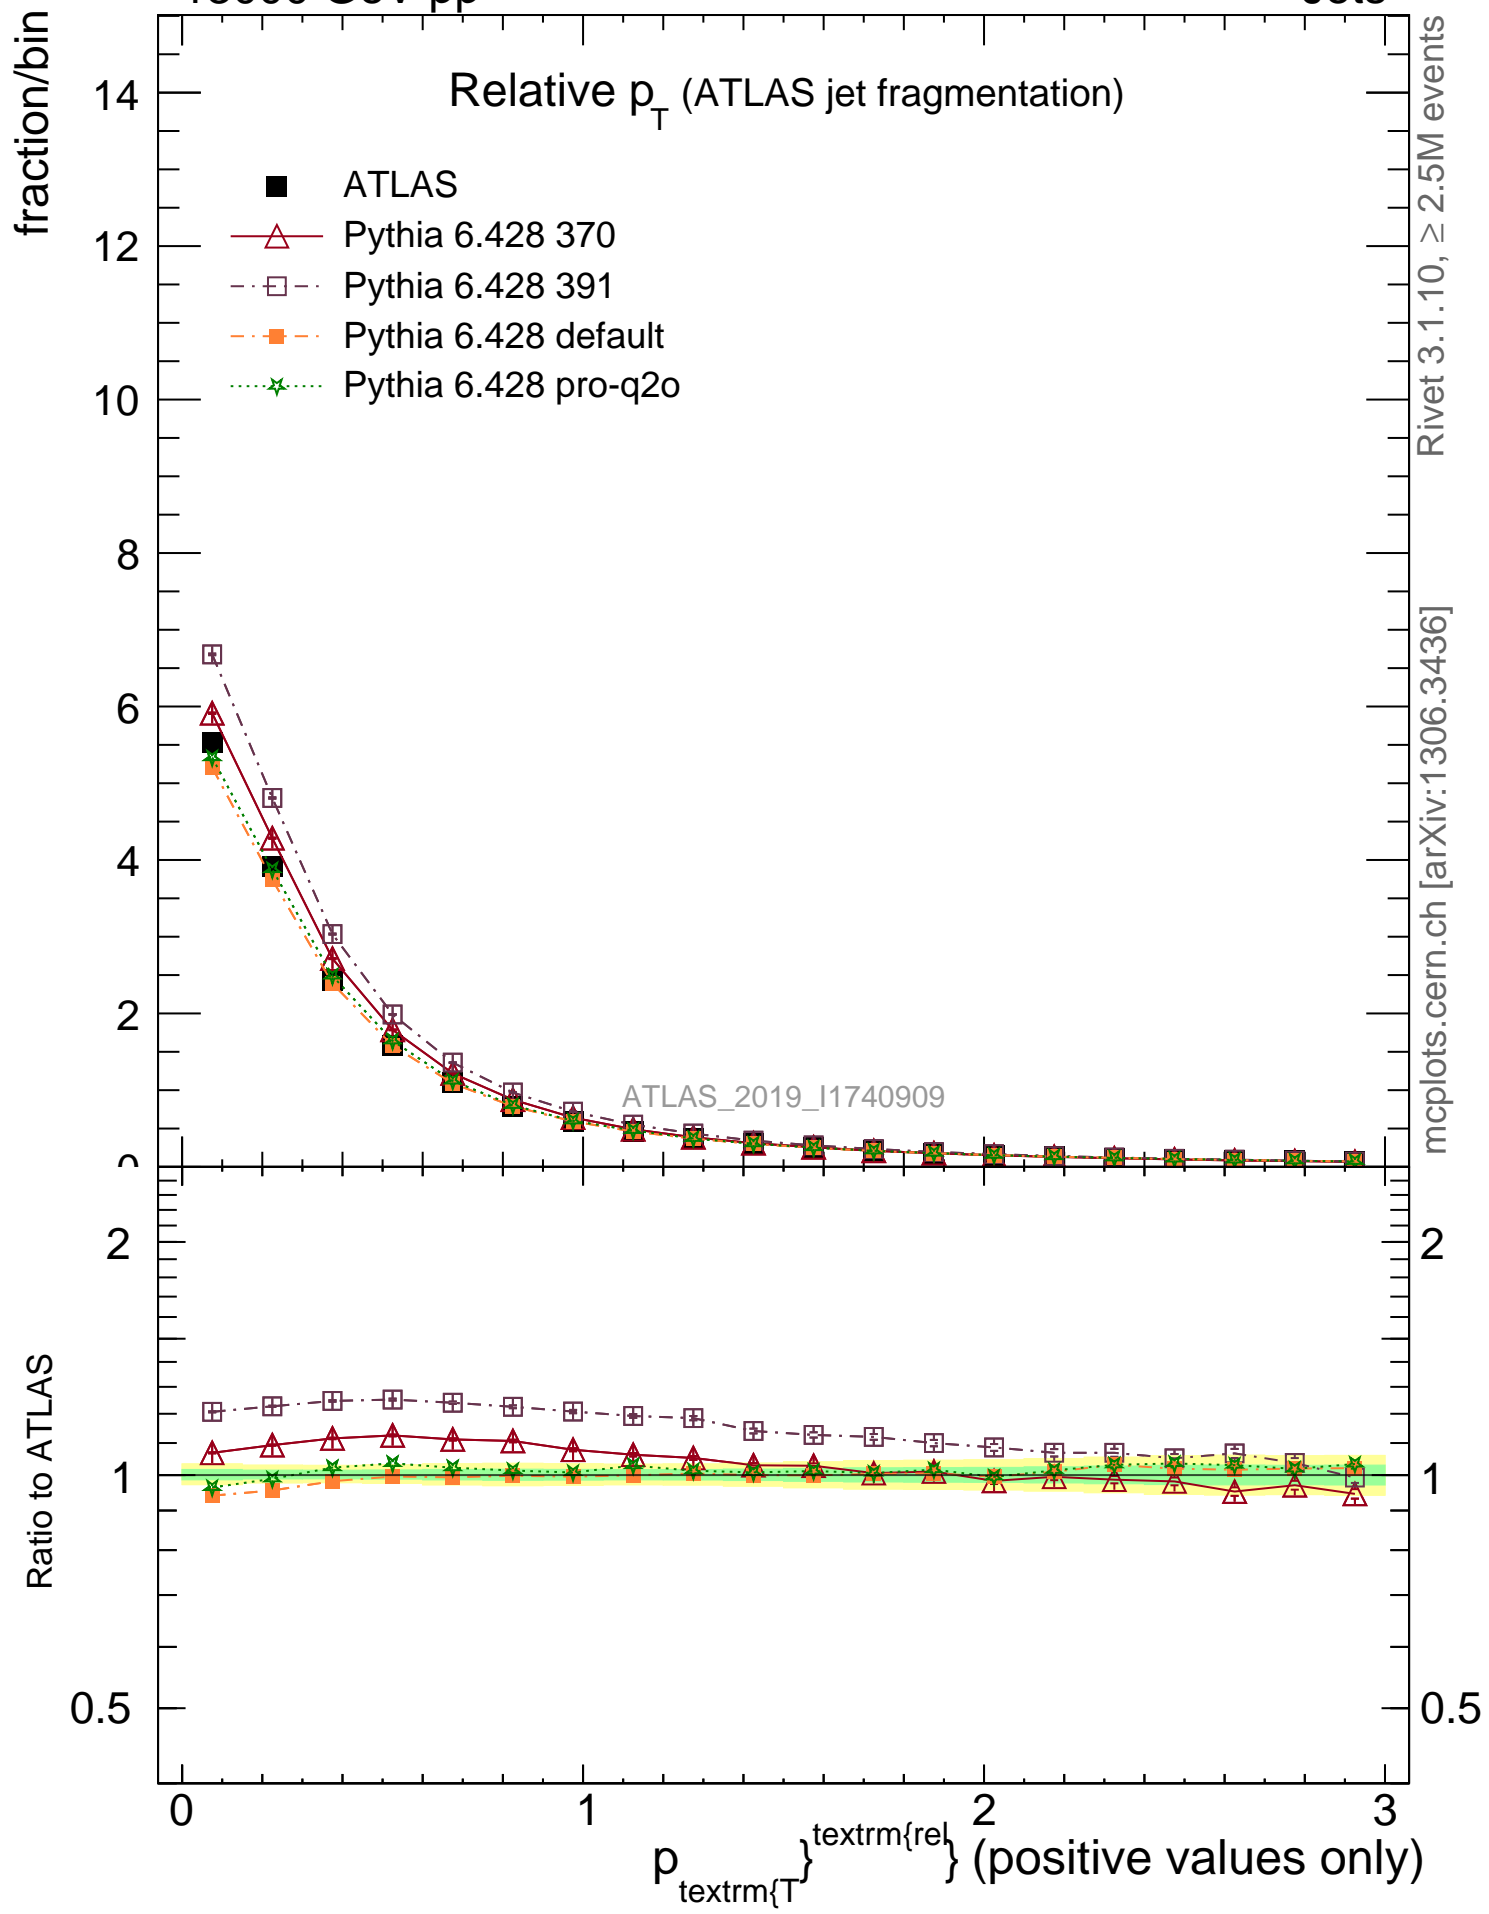 fraction/bin
Relative pT (ATLAS jet fragmentation)
ATLAS
Pythia 6.428 370
Pythia 6.428 391
Pythia 6.428 default
Pythia 6.428 pro-q2o
14
12
10
8
6
4
2
0
ATLAS_2019_I1740909
Rivet 3.1.10, ≥ 2.5M events
mcplots.cern.ch [arXiv:1306.3436]
Ratio to ATLAS
2
1
0.5
2
1
0.5
0 1 2 3
p_textrm{T}^textrm{rel} (positive values only)